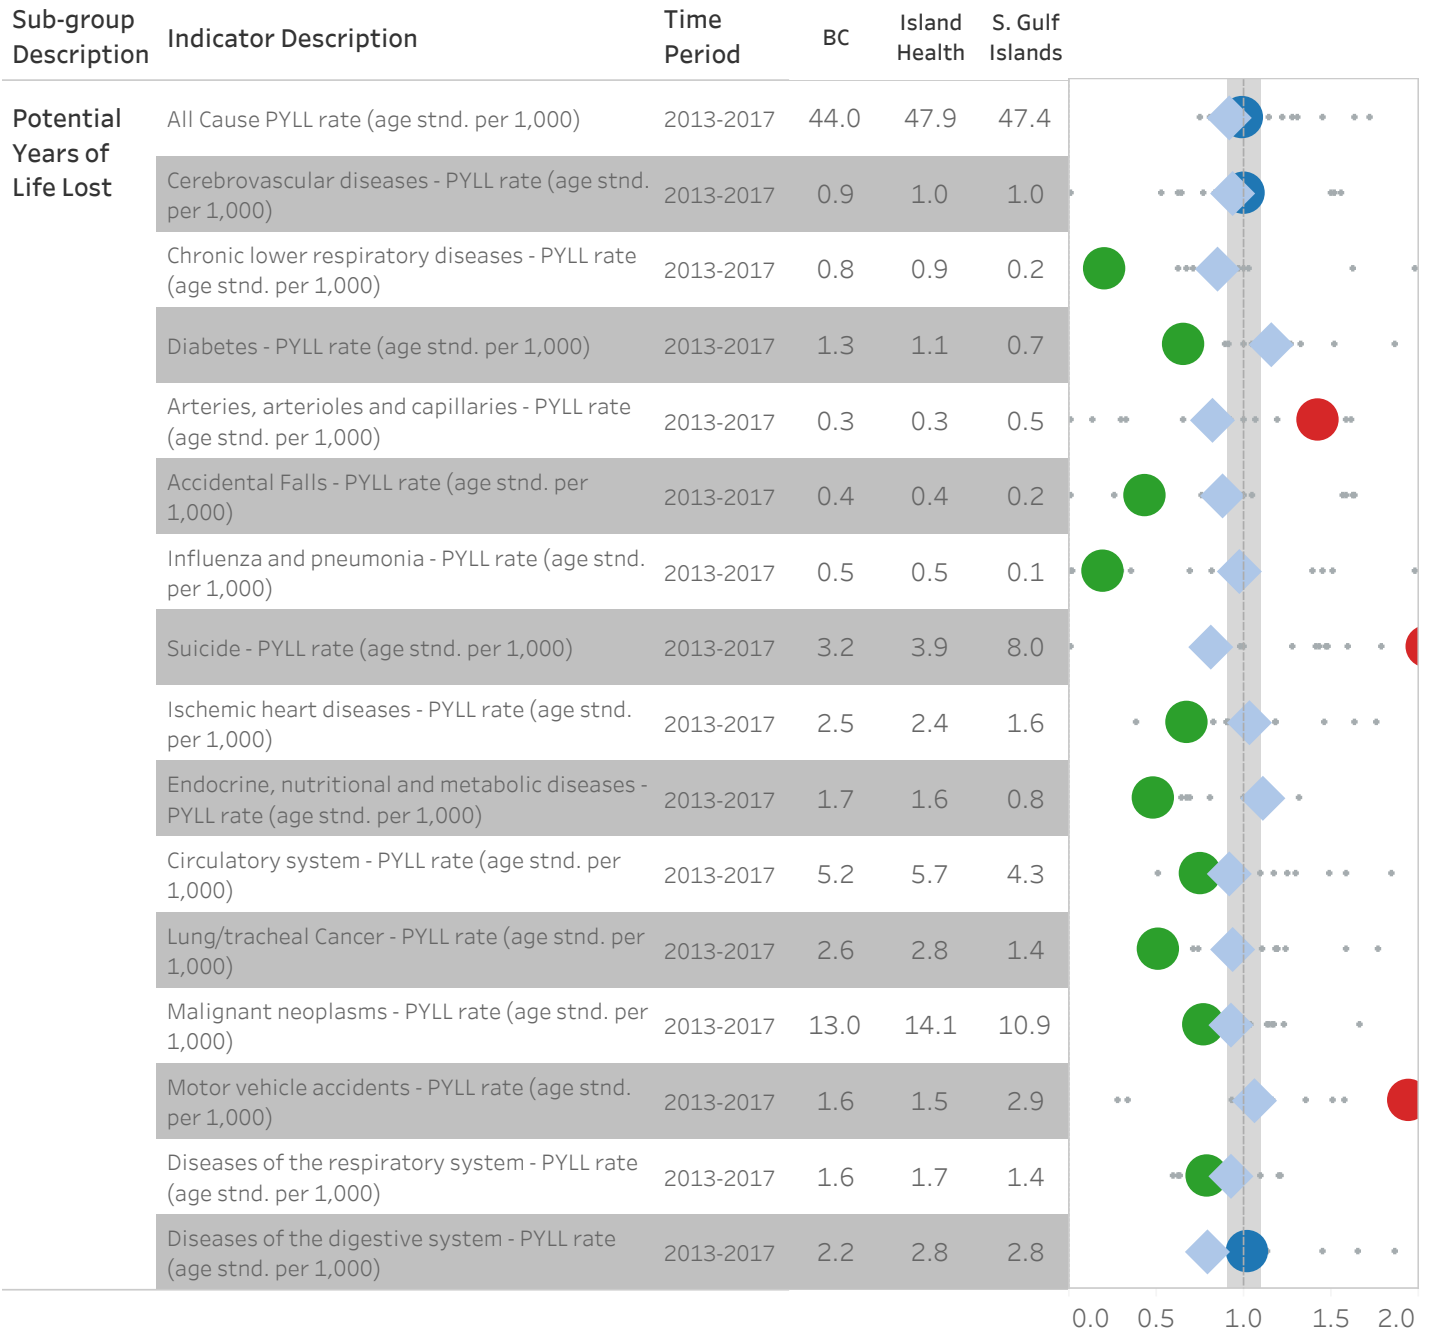 Sub-group
Description
Indicator Description
Time
Period
BC
Island
Health
S. Gulf
Islands
Potential
Years of
Life Lost
All Cause PYLL rate (age stnd. per 1,000) 2013-2017 44.0 47.9 47.4
Cerebrovascular diseases - PYLL rate (age stnd.
per 1,000)
2013-2017 0.9 1.0 1.0
Chronic lower respiratory diseases - PYLL rate
(age stnd. per 1,000)
2013-2017 0.8 0.9 0.2
Diabetes - PYLL rate (age stnd. per 1,000) 2013-2017 1.3 1.1 0.7
Arteries, arterioles and capillaries - PYLL rate
(age stnd. per 1,000)
2013-2017 0.3 0.3 0.5
Accidental Falls - PYLL rate (age stnd. per
1,000)
2013-2017 0.4 0.4 0.2
Influenza and pneumonia - PYLL rate (age stnd.
per 1,000)
2013-2017 0.5 0.5 0.1
Suicide - PYLL rate (age stnd. per 1,000) 2013-2017 3.2 3.9 8.0
Ischemic heart diseases - PYLL rate (age stnd.
per 1,000)
2013-2017 2.5 2.4 1.6
Endocrine, nutritional and metabolic diseases -
PYLL rate (age stnd. per 1,000)
2013-2017 1.7 1.6 0.8
Circulatory system - PYLL rate (age stnd. per
1,000)
2013-2017 5.2 5.7 4.3
Lung/tracheal Cancer - PYLL rate (age stnd. per
1,000)
2013-2017 2.6 2.8 1.4
Malignant neoplasms - PYLL rate (age stnd. per
1,000)
2013-2017 13.0 14.1 10.9
Motor vehicle accidents - PYLL rate (age stnd.
per 1,000)
2013-2017 1.6 1.5 2.9
Diseases of the respiratory system - PYLL rate
(age stnd. per 1,000)
2013-2017 1.6 1.7 1.4
Diseases of the digestive system - PYLL rate
(age stnd. per 1,000)
2013-2017 2.2 2.8 2.8
0.0 0.5 1.0 1.5 2.0